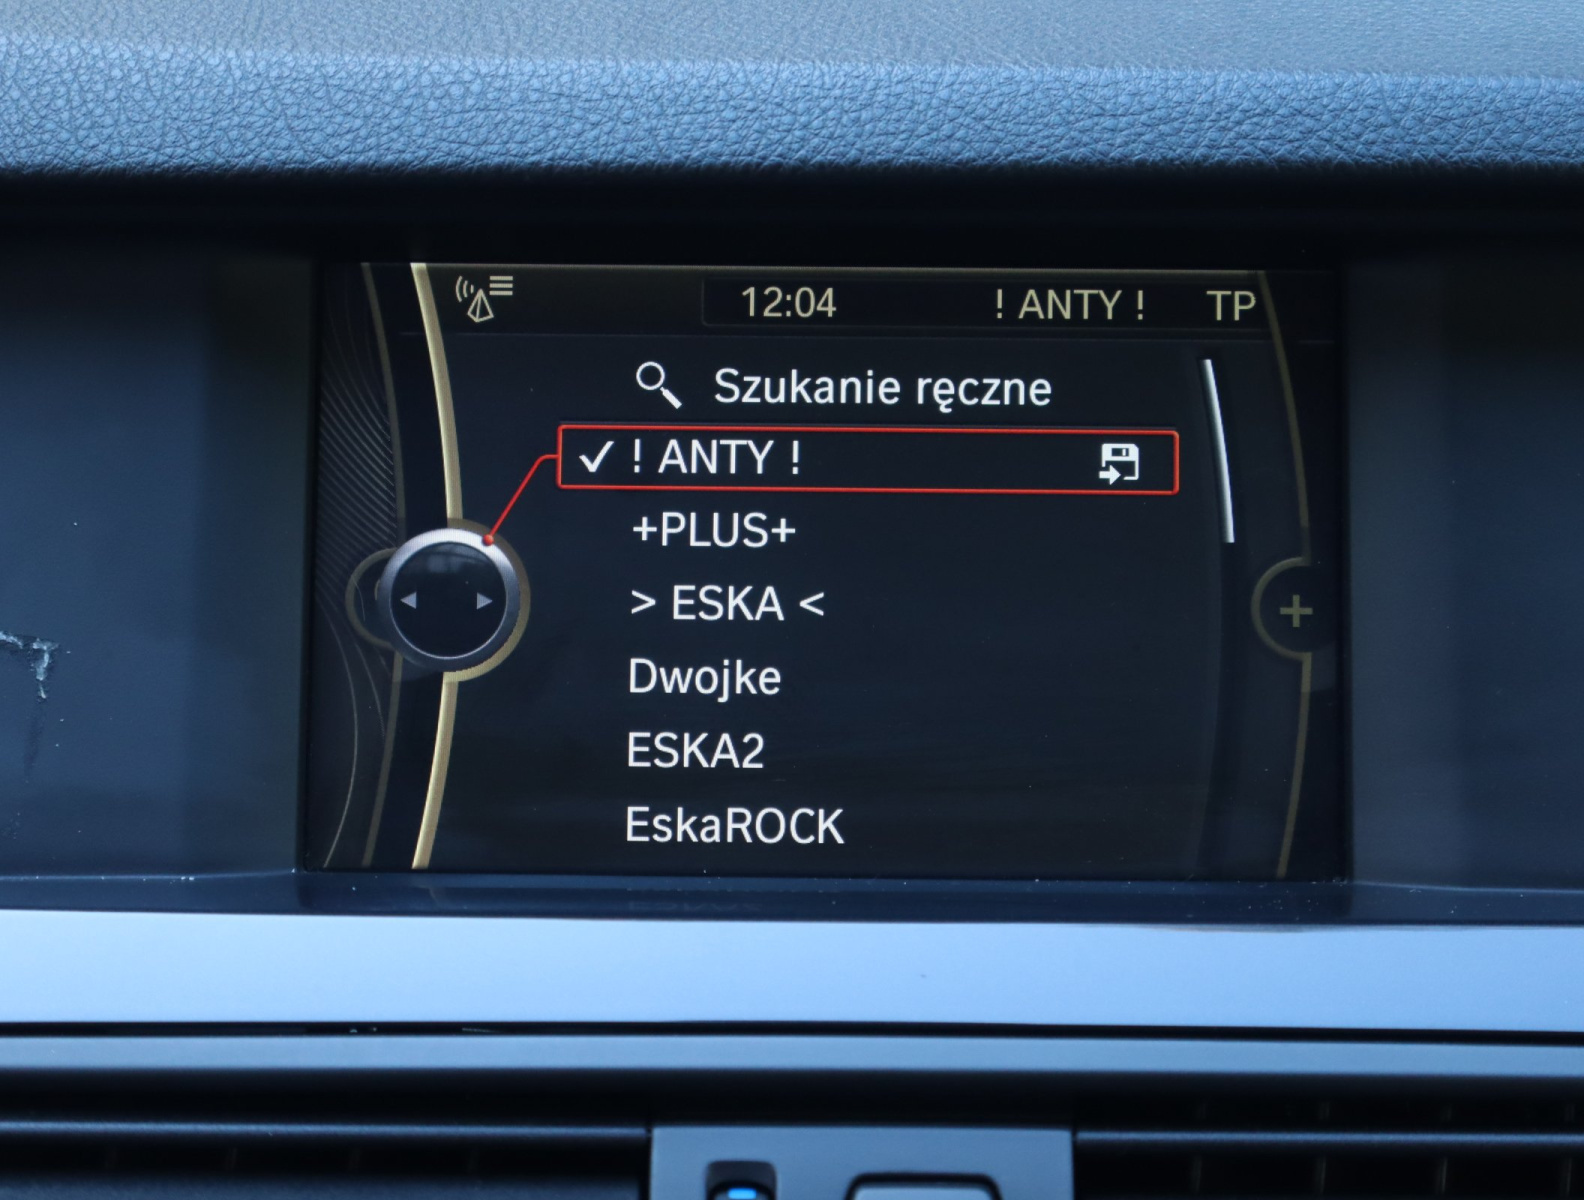 12:04 ! ANTY ! TP
Szukanie ręczne
! ANTY !
+PLUS+
> ESKA <
Dwojke
ESKA2
EskaROCK